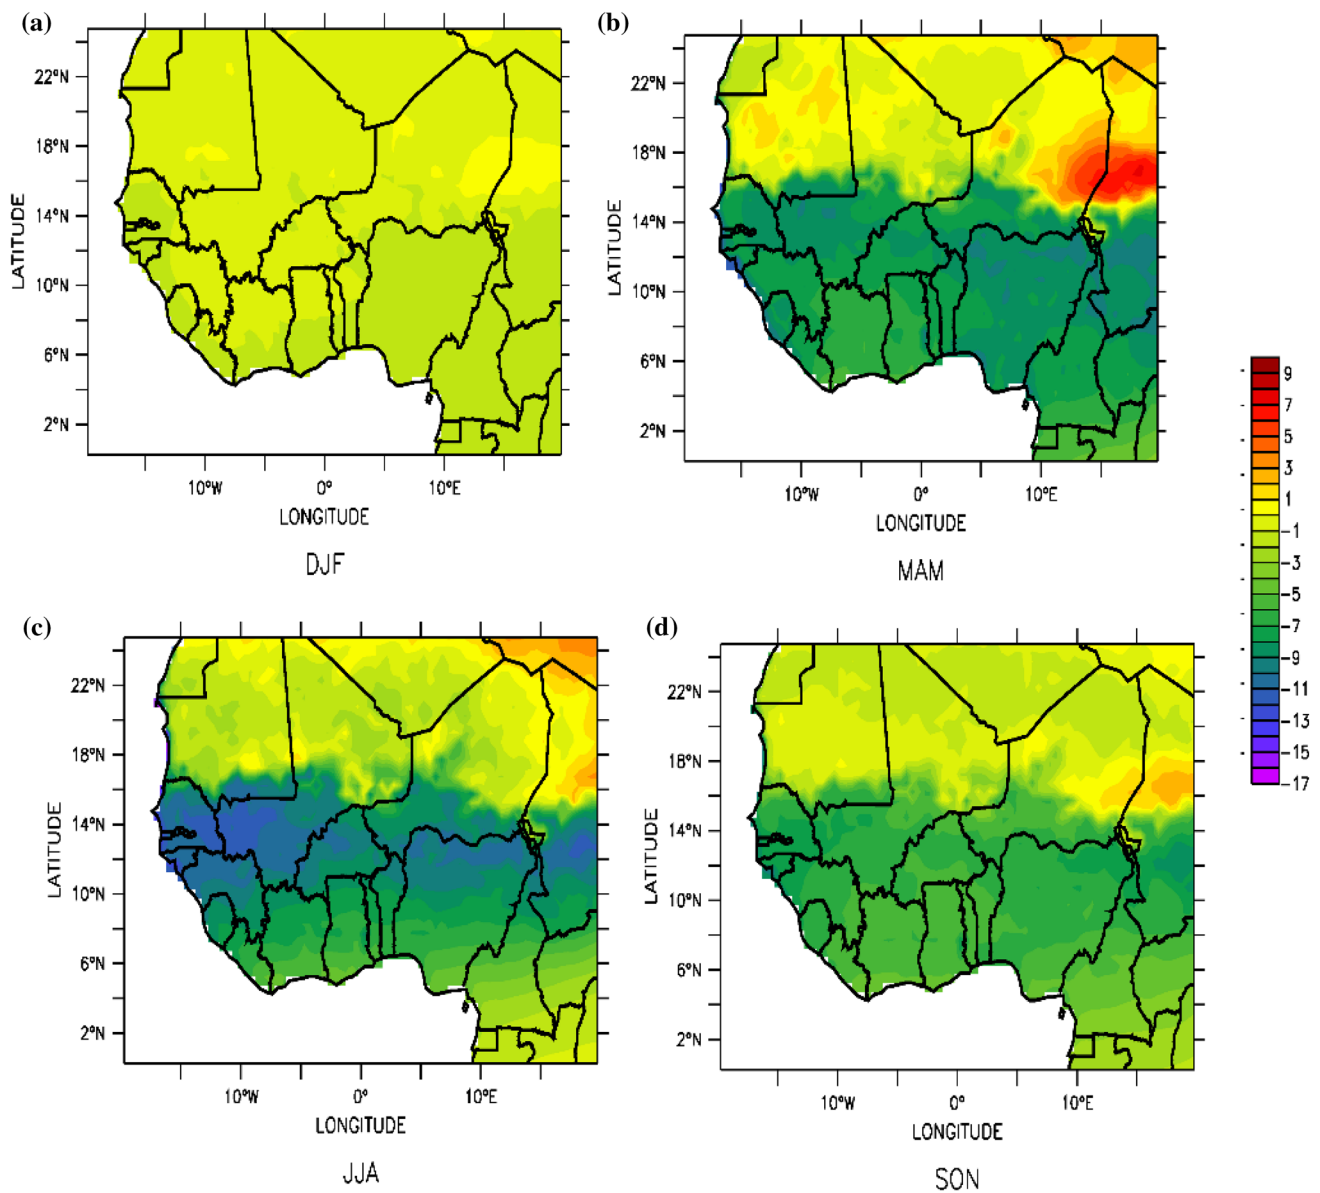 (a)
22°N
18°N
14°N
10°N
6°N
2°N
LATITUDE
10°W 0° 10°E
LONGITUDE
DJF
(b)
22°N
18°N
14°N
10°N
6°N
2°N
LATITUDE
10°W 0° 10°E
LONGITUDE
MAM
9
7
5
3
1
-1
-3
-5
-7
-9
-11
-13
-15
-17
(c)
22°N
18°N
14°N
10°N
6°N
2°N
LATITUDE
10°W 0° 10°E
LONGITUDE
JJA
(d)
22°N
18°N
14°N
10°N
6°N
2°N
LATITUDE
10°W 0° 10°E
LONGITUDE
SON